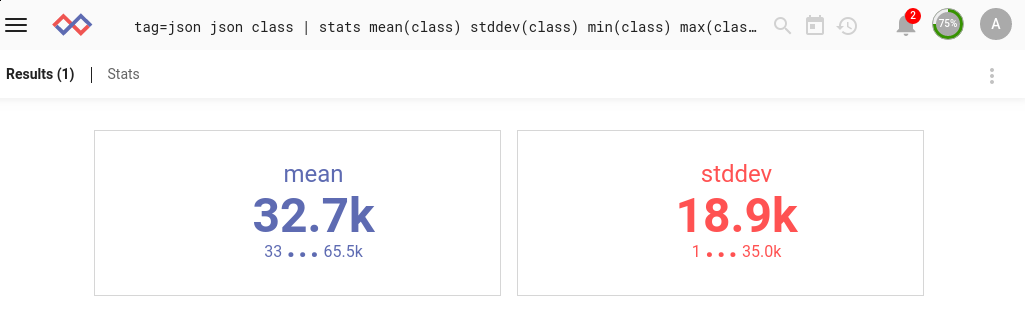 tag=json json class | stats mean(class) stddev(class) min(class) max(clas…
2
75%
A
Results (1) | Stats
mean
32.7k
33 ... 65.5k
stddev
18.9k
1 ... 35.0k